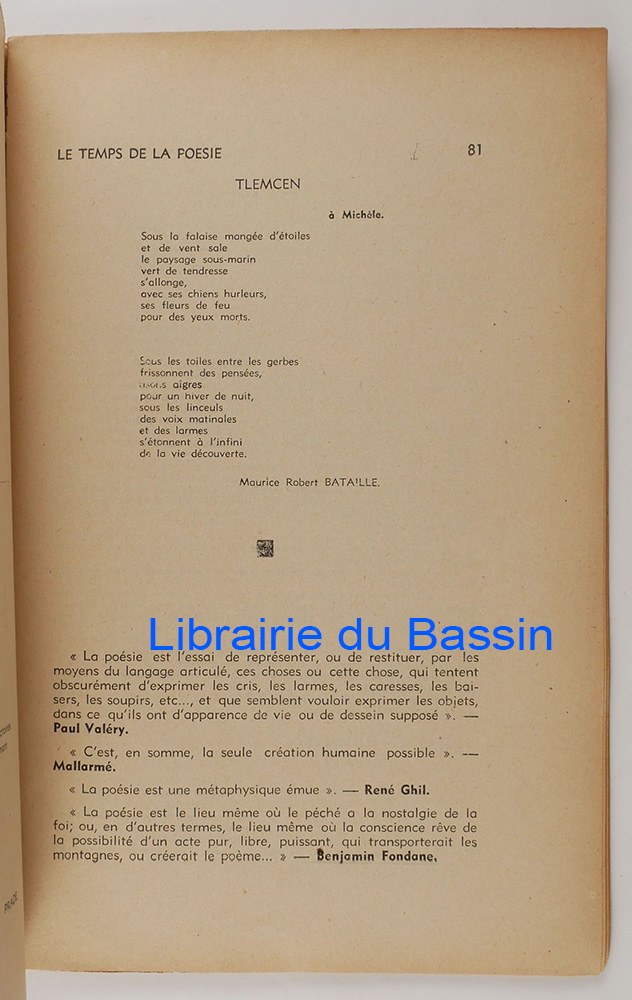 LE TEMPS DE LA POESIE 81
TLEMCEN
à Michèle.
Sous la falaise mangée d'étoiles
et de vent sale
le paysage sous-marin
vert de tendresse
s'allonge,
avec ses chiens hurleurs,
ses fleurs de feu
pour des yeux morts.
Sous les toiles entre les gerbes
frissonnent des pensées,
aigres
pour un hiver de nuit,
sous les linceuls
des voix matinales
et des larmes
s'étonnent à l'infini
de la vie découverte.
Maurice Robert BATAILLE.
Librairie du Bassin
« La poésie est l'essai de représenter, ou de restituer, par les
moyens du langage articulé, ces choses ou cette chose, qui tentent
obscurément d'exprimer les cris, les larmes, les caresses, les bai-
sers, les soupirs, etc..., et que semblent vouloir exprimer les objets,
dans ce qu'ils ont d'apparence de vie ou de dessein supposé ». —
Paul Valéry.
« C'est, en somme, la seule création humaine possible ». —
Mallarmé.
« La poésie est une métaphysique émue ». — René Ghil.
« La poésie est le lieu même où le péché a la nostalgie de la
foi; ou, en d'autres termes, le lieu même où la conscience rêve de
la possibilité d'un acte pur, libre, puissant, qui transporterait les
montagnes, ou créerait le poème... » — Benjamin Fondane.